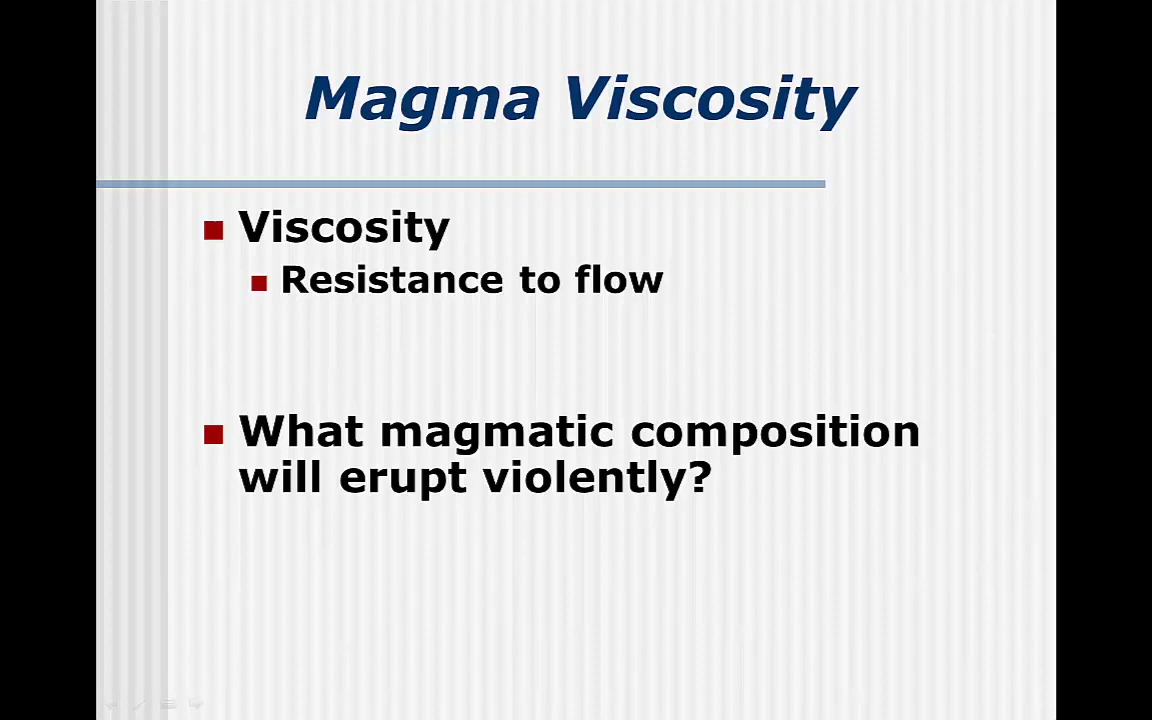 Magma Viscosity
Viscosity
Resistance to flow
What magmatic composition
will erupt violently?